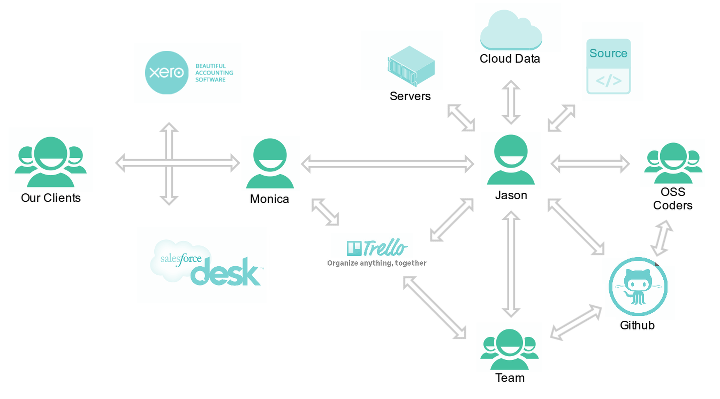 Cloud Data
Source
</>
xero
BEAUTIFUL
ACCOUNTING
SOFTWARE
Servers
Our Clients
Monica
Jason
OSS
Coders
Trello
Organize anything, together
salesforce
desk
Github
Team